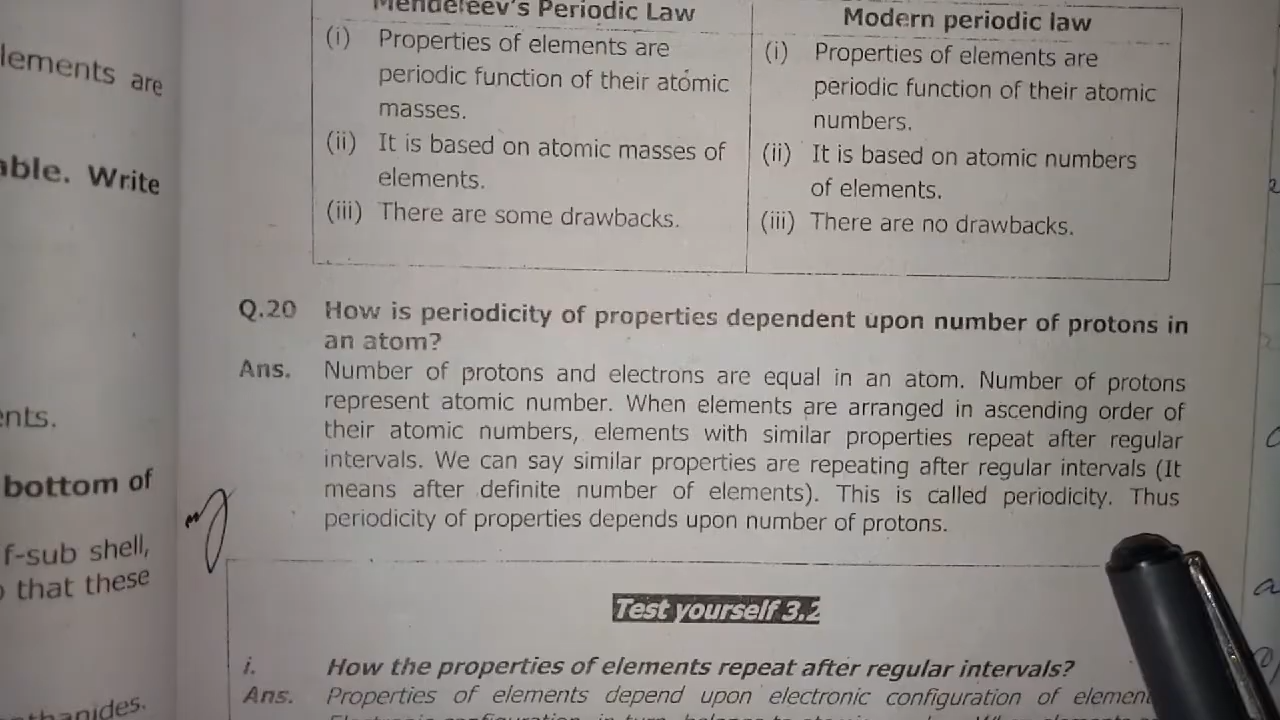 Mendeleev's Periodic Law
Modern periodic law
(i) Properties of elements are
periodic function of their atomic
masses.
(ii) It is based on atomic masses of
elements.
(iii) There are some drawbacks.
(i) Properties of elements are
periodic function of their atomic
numbers.
(ii) It is based on atomic numbers
of elements.
(iii) There are no drawbacks.
Q.20 How is periodicity of properties dependent upon number of protons in
an atom?
Ans. Number of protons and electrons are equal in an atom. Number of protons
represent atomic number. When elements are arranged in ascending order of
their atomic numbers, elements with similar properties repeat after regular
intervals. We can say similar properties are repeating after regular intervals (It
means after definite number of elements). This is called periodicity. Thus
periodicity of properties depends upon number of protons.
Test yourself 3.2
i. How the properties of elements repeat after regular intervals?
Ans. Properties of elements depend upon electronic configuration of
lements are
able. Write
ents.
bottom of
f-sub shell,
that these
thanides.